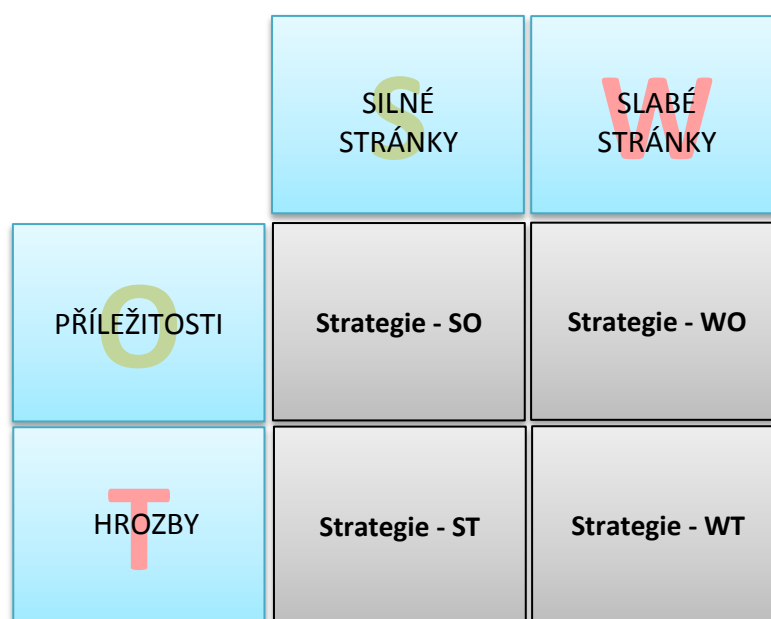 S
SILNÉ
STRÁNKY
W
SLABÉ
STRÁNKY
O
PŘÍLEŽITOSTI
Strategie - SO
Strategie - WO
T
HROZBY
Strategie - ST
Strategie - WT